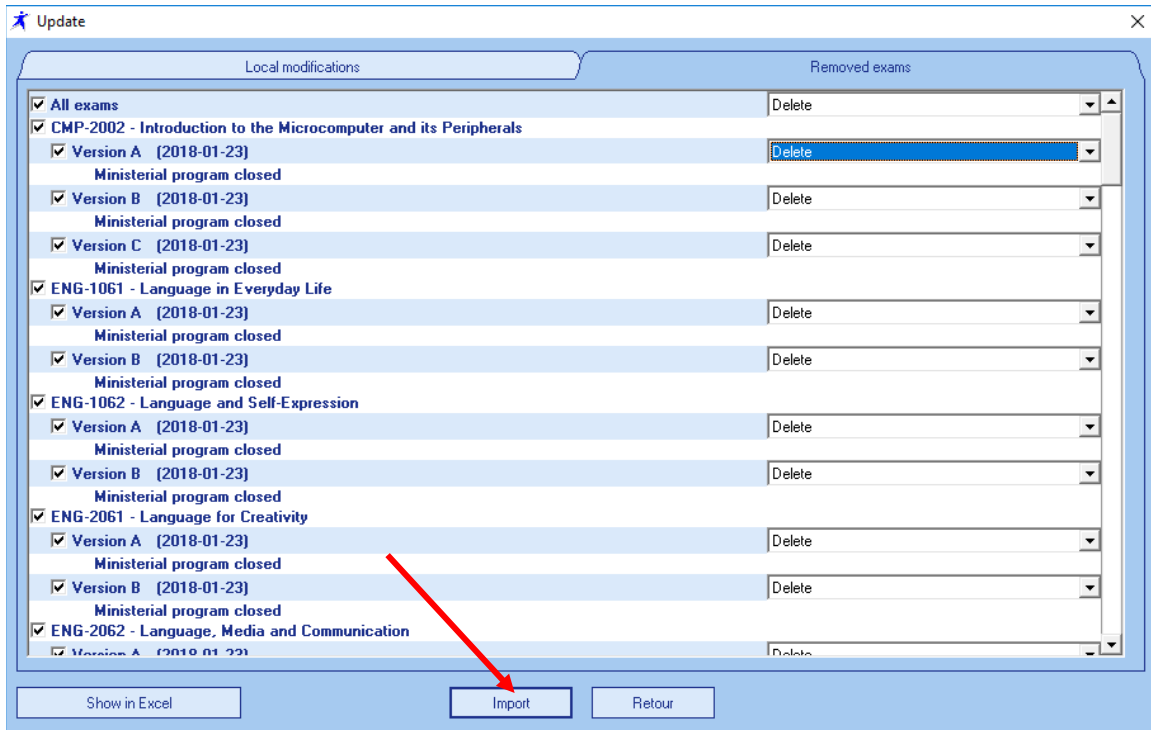 Update
Local modifications Removed exams
All exams Delete
CMP-2002 - Introduction to the Microcomputer and its Peripherals
Version A (2018-01-23) Delete
Ministerial program closed
Version B (2018-01-23) Delete
Ministerial program closed
Version C (2018-01-23) Delete
Ministerial program closed
ENG-1061 - Language in Everyday Life
Version A (2018-01-23) Delete
Ministerial program closed
Version B (2018-01-23) Delete
Ministerial program closed
ENG-1062 - Language and Self-Expression
Version A (2018-01-23) Delete
Ministerial program closed
Version B (2018-01-23) Delete
Ministerial program closed
ENG-2061 - Language for Creativity
Version A (2018-01-23) Delete
Ministerial program closed
Version B (2018-01-23) Delete
Ministerial program closed
ENG-2062 - Language, Media and Communication
Version A (2018-01-23) Delete
Show in Excel Import Retour